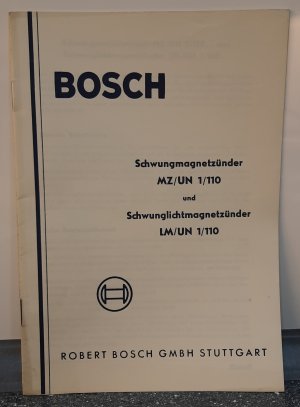 BOSCH
Schwungmagnetzünder
MZ/UN 1/110
und
Schwunglichtmagnetzünder
LM/UN 1/110
ROBERT BOSCH GMBH STUTTGART